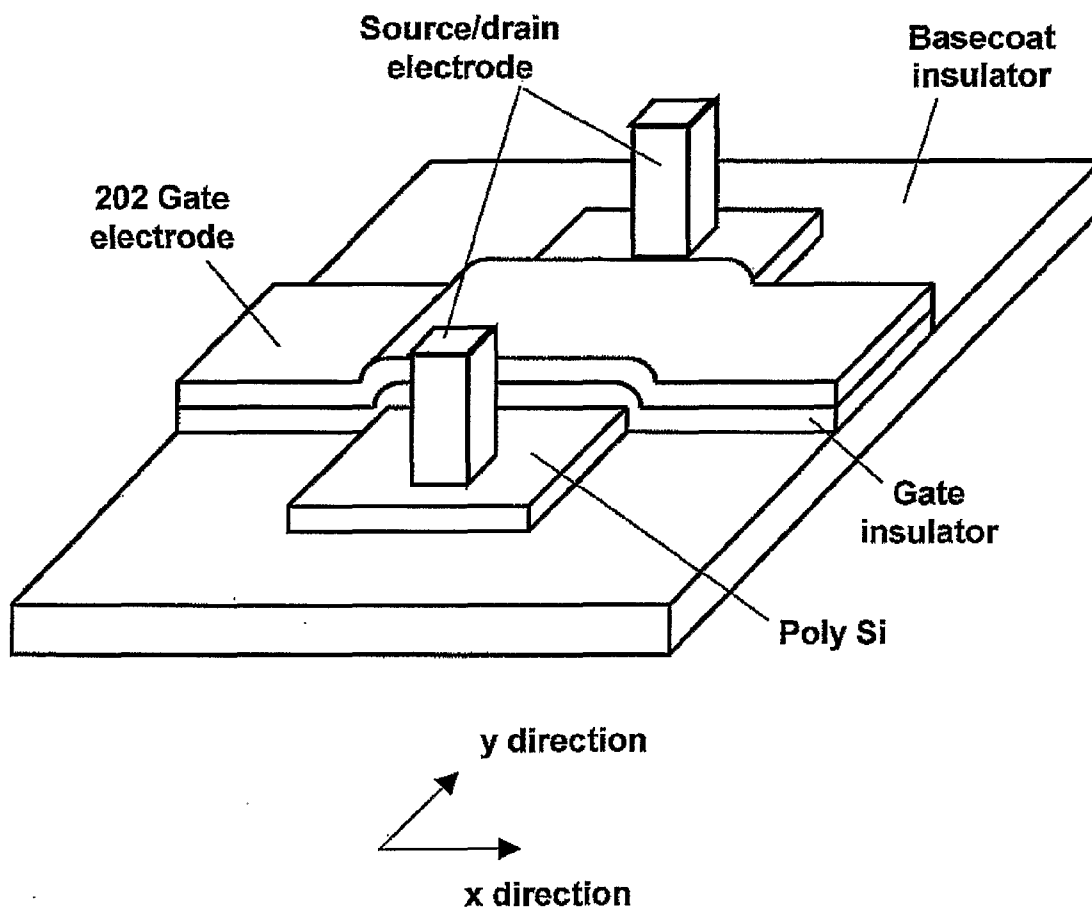 Source/drain
electrode
Basecoat
insulator
202 Gate
electrode
Gate
insulator
Poly Si
y direction
x direction